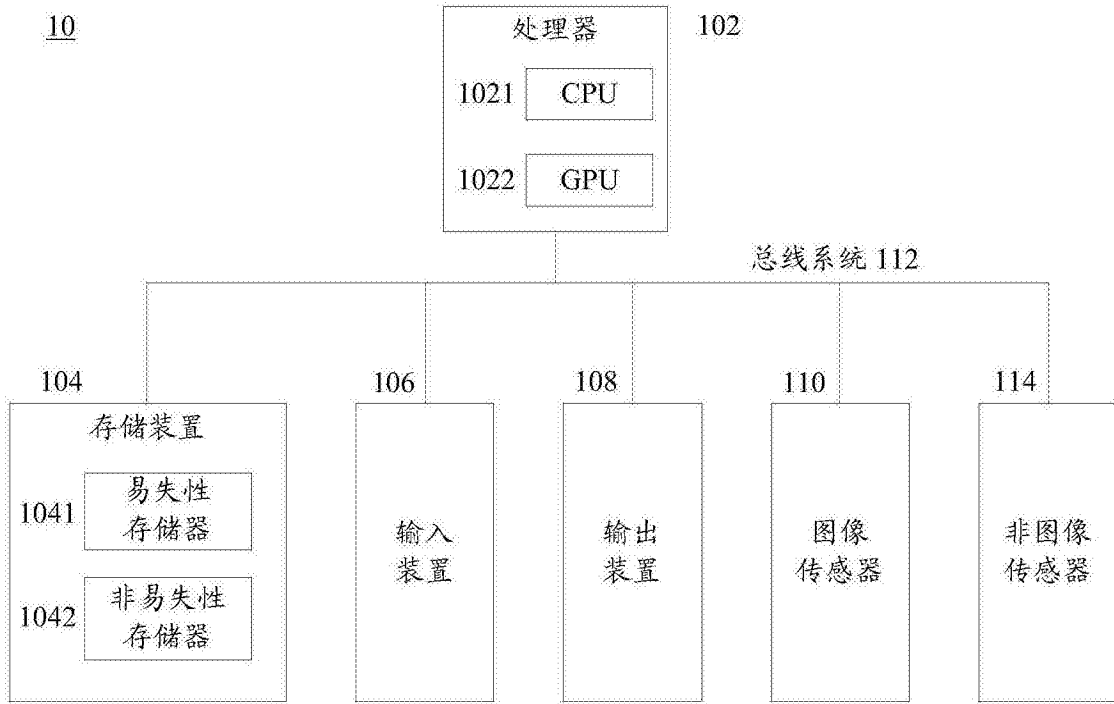 10
处理器
102
1021
CPU
1022
GPU
总线系统 112
104
存储装置
1041
易失性
存储器
1042
非易失性
存储器
106
输入
装置
108
输出
装置
110
图像
传感器
114
非图像
传感器